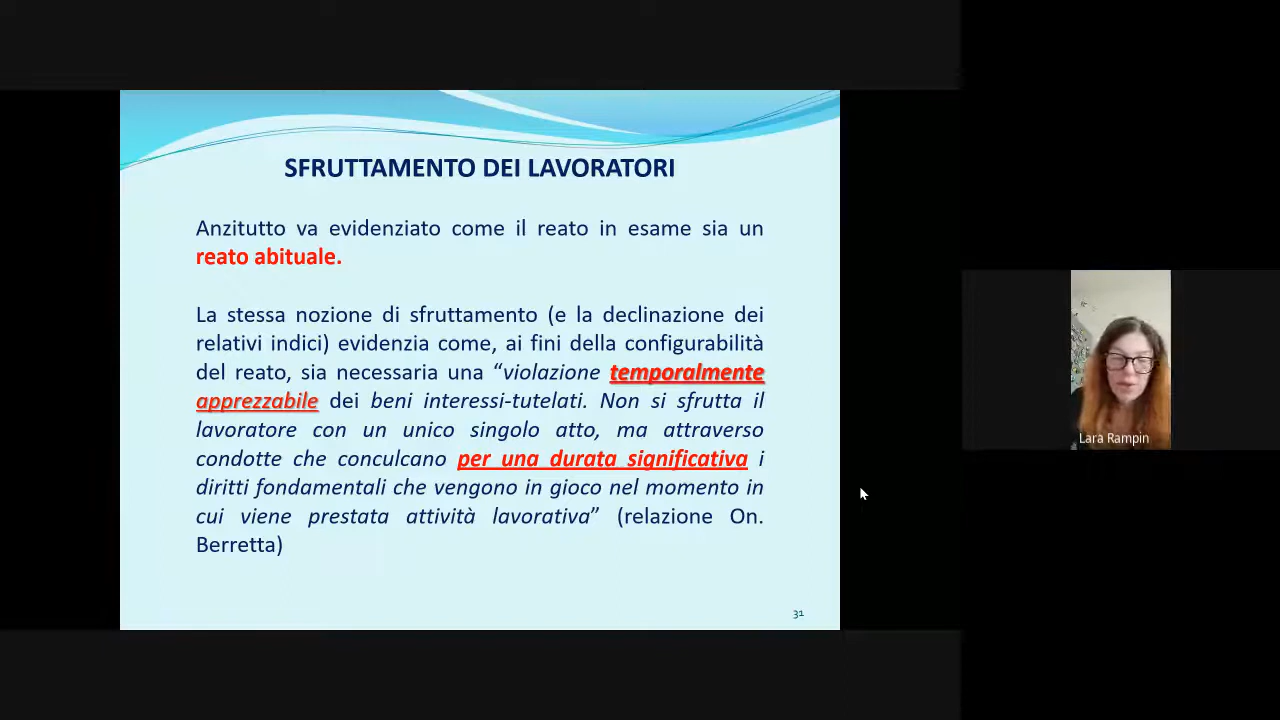 SFRUTTAMENTO DEI LAVORATORI
Anzitutto va evidenziato come il reato in esame sia un
reato abituale.
La stessa nozione di sfruttamento (e la declinazione dei
relativi indici) evidenzia come, ai fini della configurabilità
del reato, sia necessaria una “violazione temporalmente
apprezzabile dei beni interessi-tutelati. Non si sfrutta il
lavoratore con un unico singolo atto, ma attraverso
condotte che conculcano per una durata significativa i
diritti fondamentali che vengono in gioco nel momento in
cui viene prestata attività lavorativa” (relazione On.
Berretta)
31
Lara Rampin